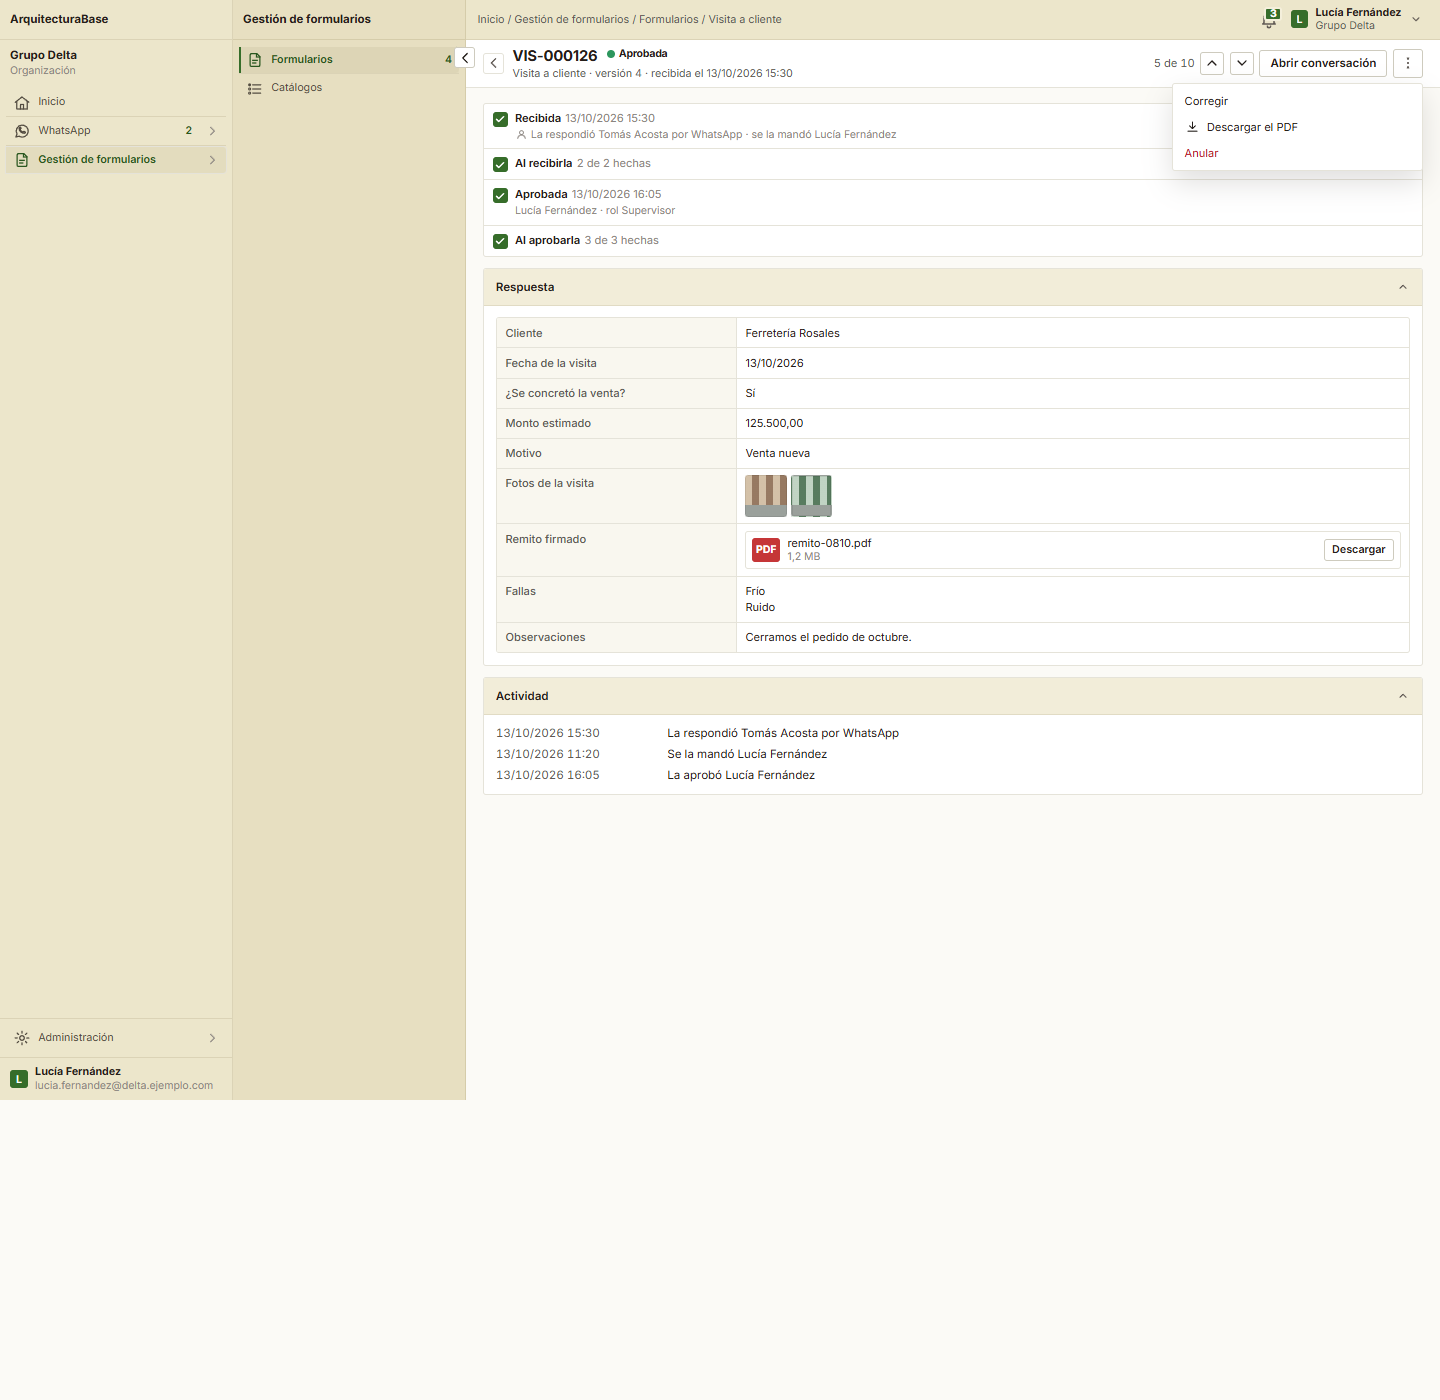 ArquitecturaBase
Gestión de formularios
Inicio / Gestión de formularios / Formularios / Visita a cliente
3
L
Lucía Fernández
Grupo Delta
Grupo Delta
Organización
Inicio
WhatsApp 2
Gestión de formularios
Formularios 4
Catálogos
VIS-000126 Aprobada
Visita a cliente · versión 4 · recibida el 13/10/2026 15:30
5 de 10
Abrir conversación
Corregir
Descargar el PDF
Anular
Recibida 13/10/2026 15:30
La respondió Tomás Acosta por WhatsApp · se la mandó Lucía Fernández
Al recibirla 2 de 2 hechas
Aprobada 13/10/2026 16:05
Lucía Fernández · rol Supervisor
Al aprobarla 3 de 3 hechas
Respuesta
Cliente Ferretería Rosales
Fecha de la visita 13/10/2026
¿Se concretó la venta? Sí
Monto estimado 125.500,00
Motivo Venta nueva
Fotos de la visita
Remito firmado
PDF
remito-0810.pdf
1,2 MB
Descargar
Fallas Frío
Ruido
Observaciones Cerramos el pedido de octubre.
Actividad
13/10/2026 15:30 La respondió Tomás Acosta por WhatsApp
13/10/2026 11:20 Se la mandó Lucía Fernández
13/10/2026 16:05 La aprobó Lucía Fernández
Administración
L
Lucía Fernández
lucia.fernandez@delta.ejemplo.com